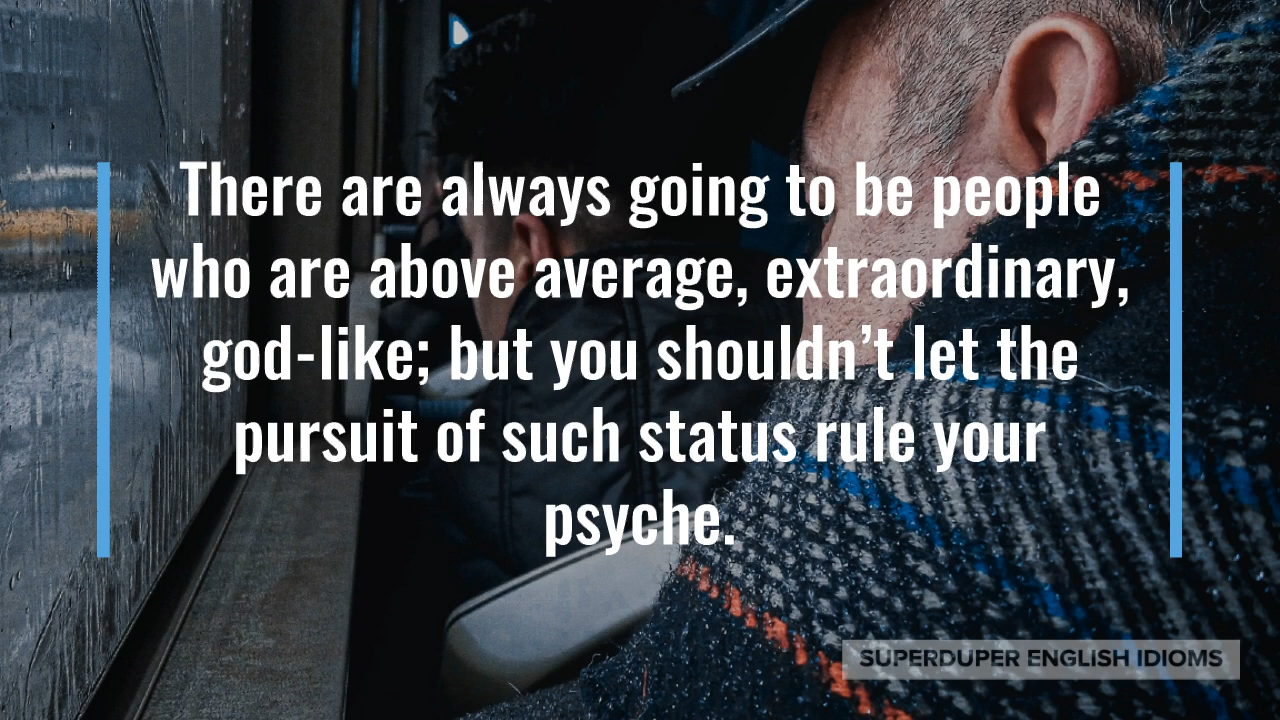 There are always going to be people
who are above average, extraordinary,
god-like; but you shouldn’t let the
pursuit of such status rule your
psyche.
SUPERDUPER ENGLISH IDIOMS